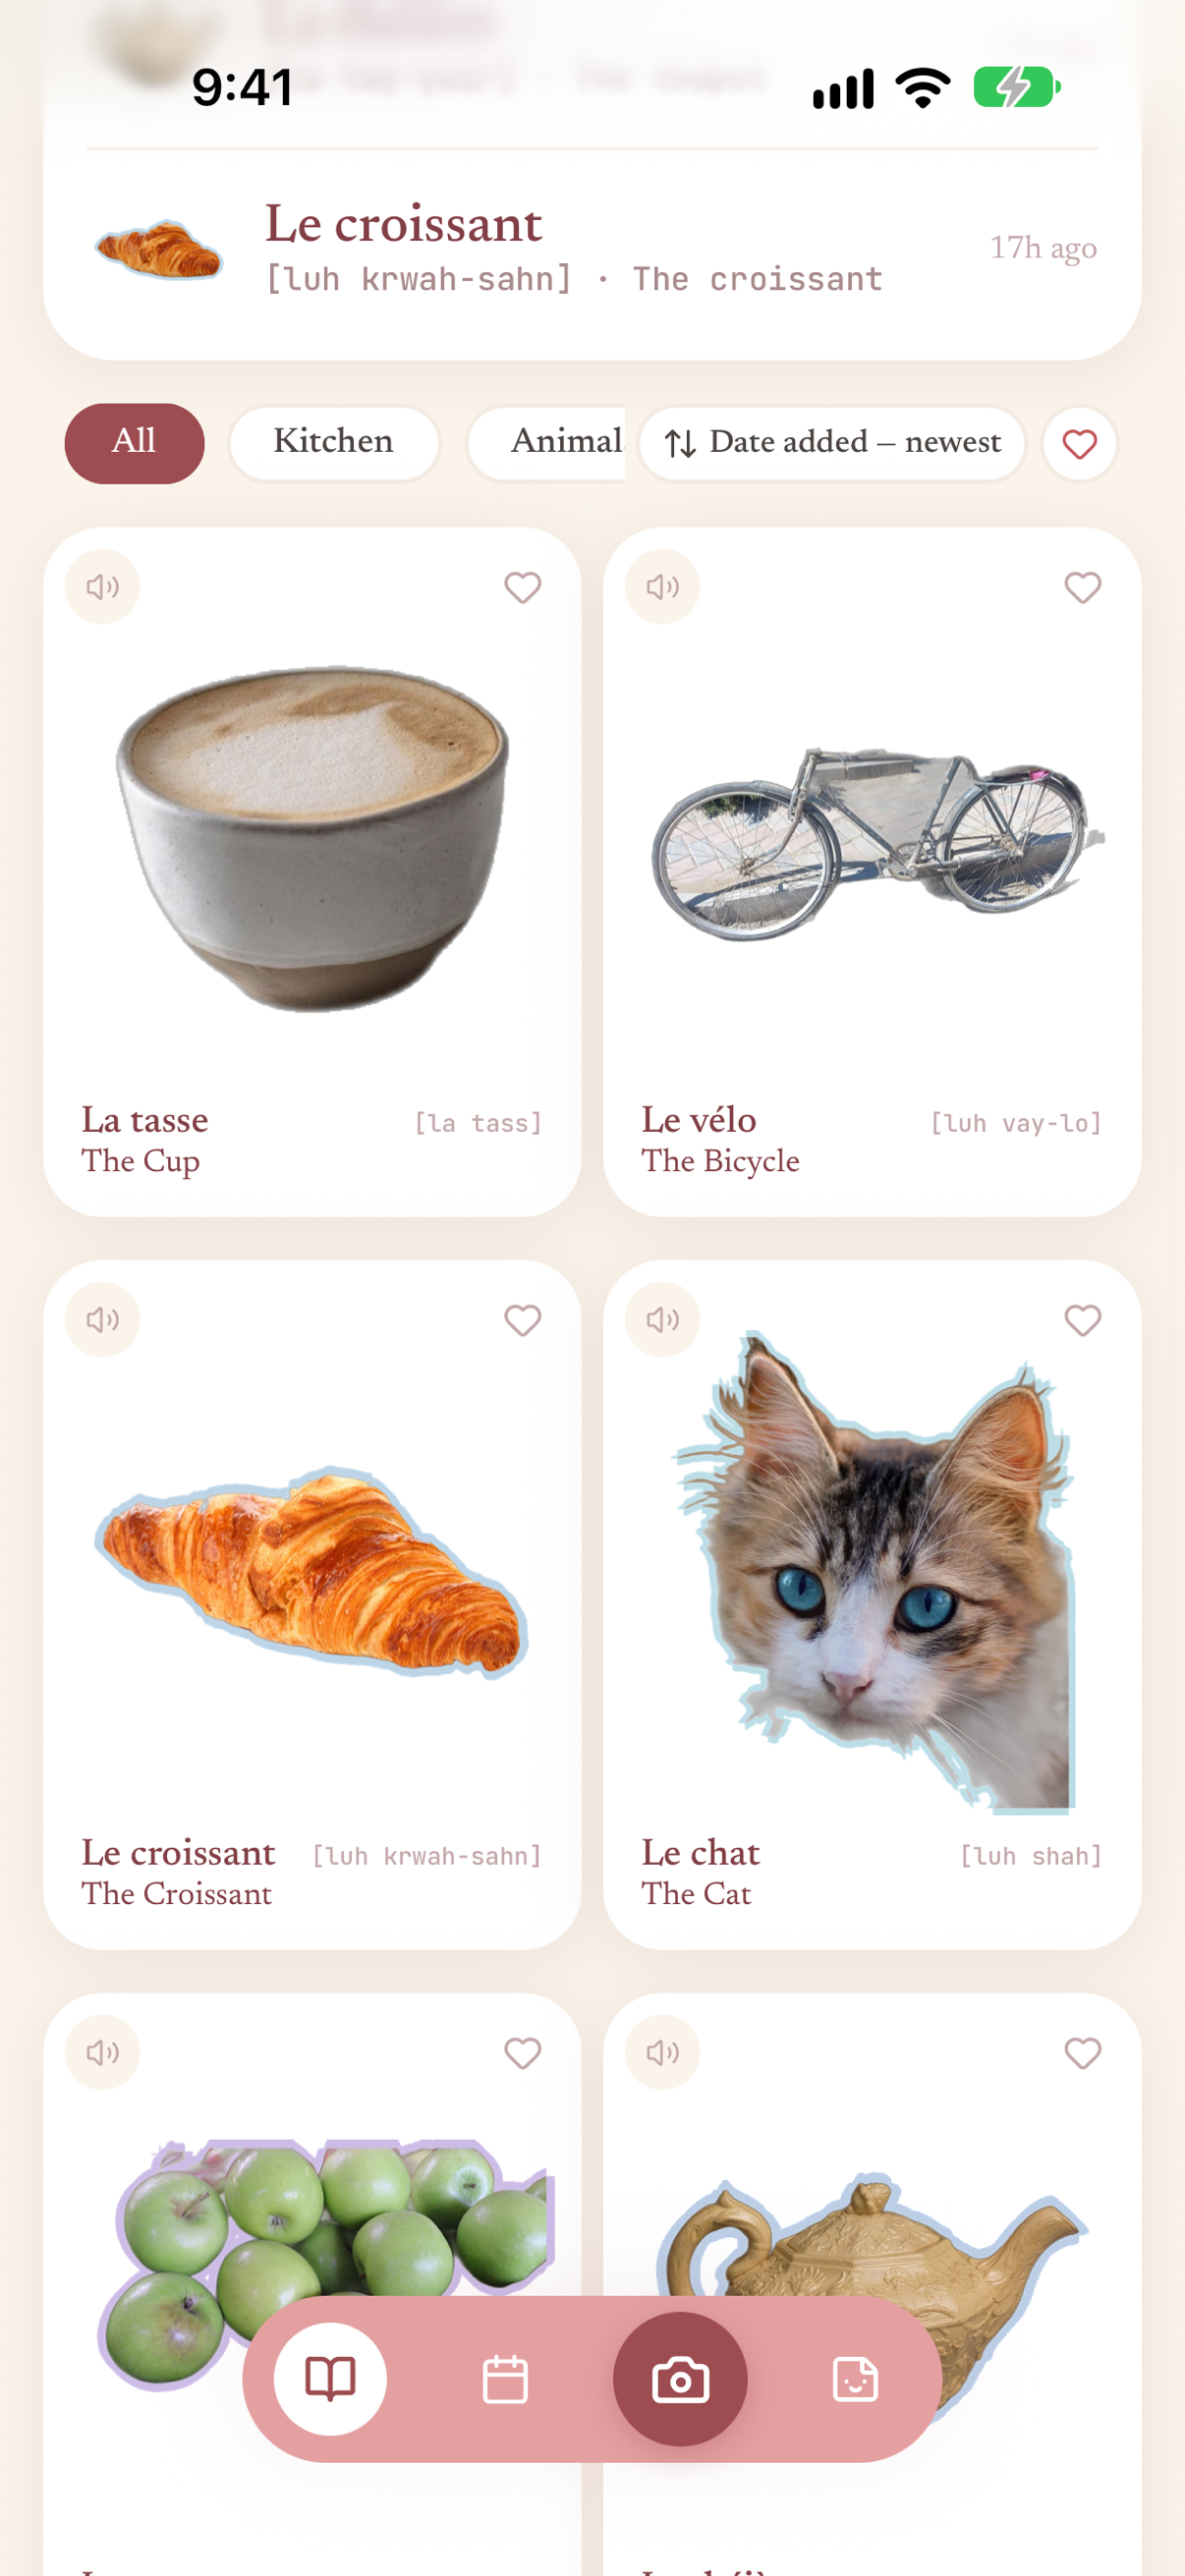 9:41
Le croissant
[luh krwah-sahn] · The croissant
17h ago
All
Kitchen
Animal
Date added – newest
La tasse
[la tass]
The Cup
Le vélo
[luh vay-lo]
The Bicycle
Le croissant
[luh krwah-sahn]
The Croissant
Le chat
[luh shah]
The Cat